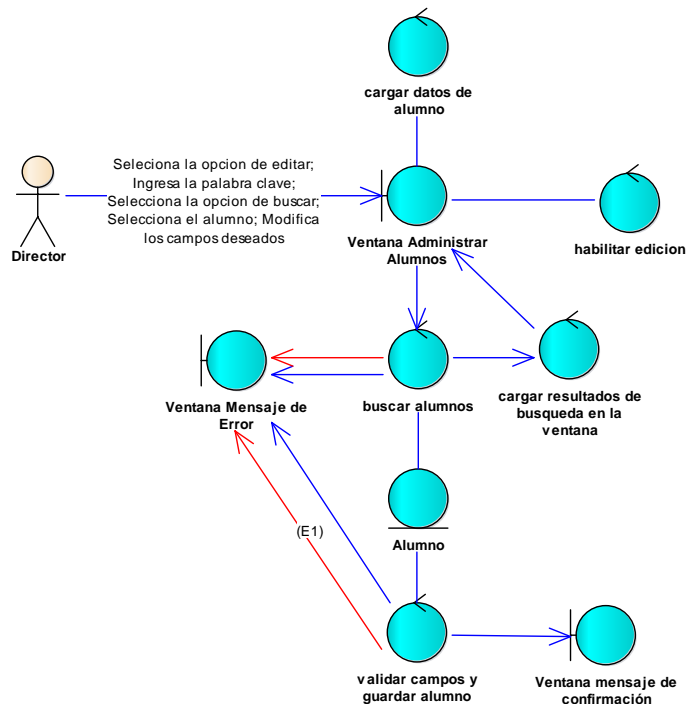 cargar datos de
alumno
Seleciona la opcion de editar;
Ingresa la palabra clave;
Selecciona la opcion de buscar;
Selecciona el alumno; Modifica
los campos deseados
Director
Ventana Administrar
Alumnos
habilitar edicion
Ventana Mensaje de
Error
buscar alumnos
cargar resultados de
busqueda en la
ventana
(E1)
Alumno
validar campos y
guardar alumno
Ventana mensaje de
confirmación